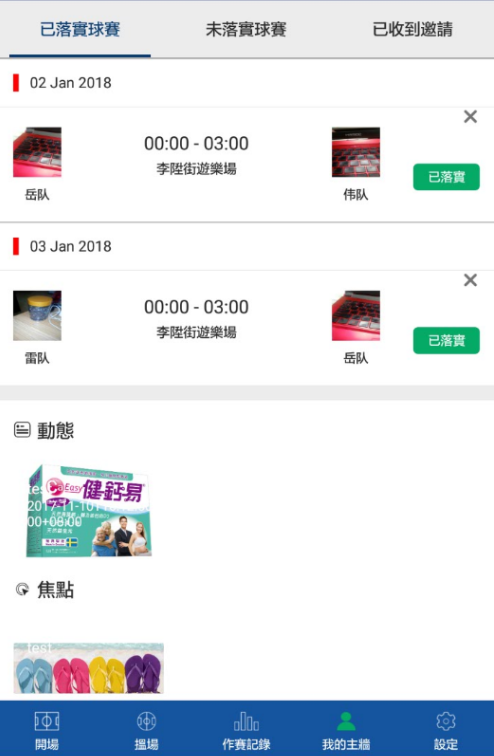 已落實球賽 未落實球賽 已收到邀請
02 Jan 2018
00:00 - 03:00
李陞街遊樂場
岳队 伟队
已落實
03 Jan 2018
00:00 - 03:00
李陞街遊樂場
雷队 岳队
已落實
動態
Easy 健鈣易
2017-11-10T
00+08:00
焦點
test
開場 搵場 作賽記錄 我的主牆 設定